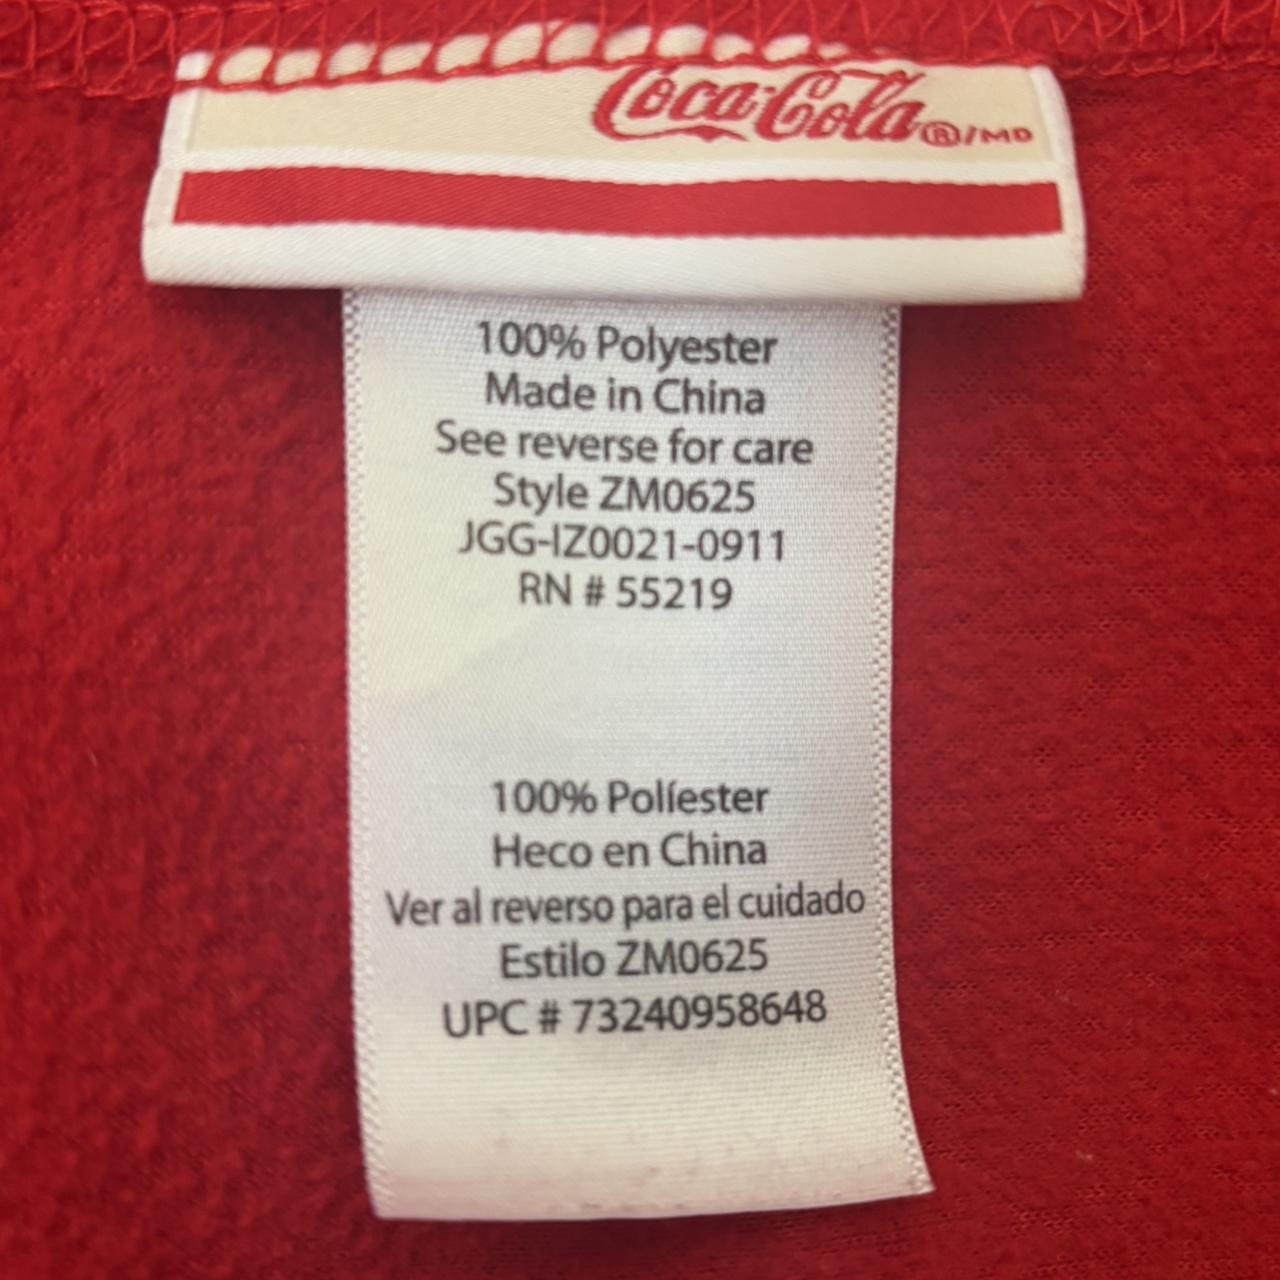 Coca-Cola®/MD
100% Polyester
Made in China
See reverse for care
Style ZM0625
JGG-IZ0021-0911
RN # 55219
100% Políester
Heco en China
Ver al reverso para el cuidado
Estilo ZM0625
UPC # 73240958648